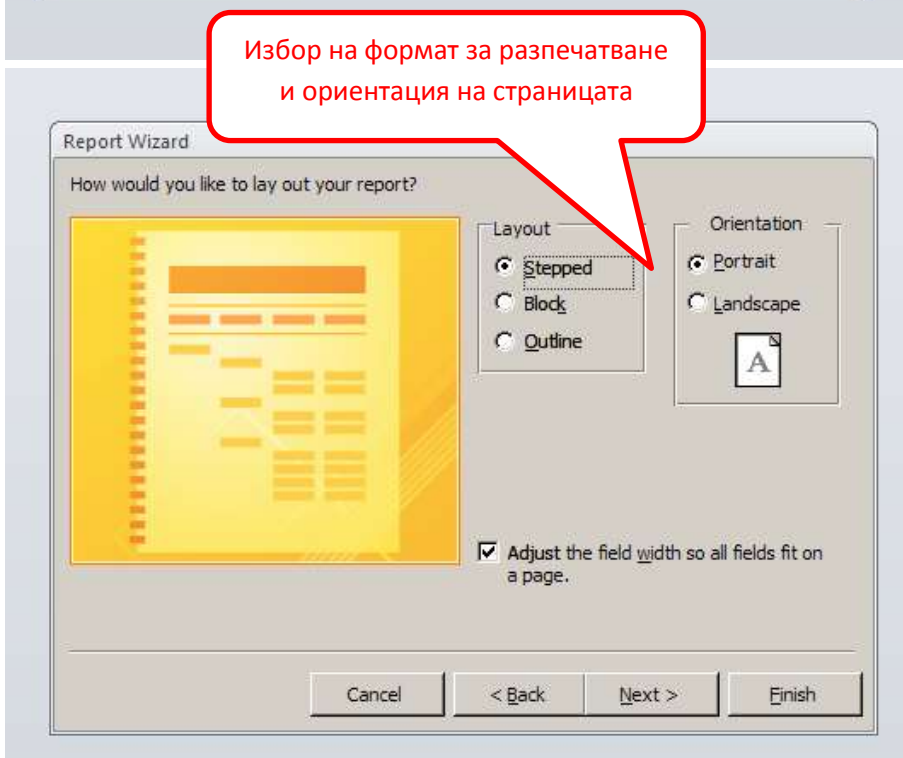 Избор на формат за разпечатване
и ориентация на страницата
Report Wizard
How would you like to lay out your report?
Layout
Stepped
Block
Outline
Orientation
Portrait
Landscape
A
Adjust the field width so all fields fit on
a page.
Cancel
< Back
Next >
Finish